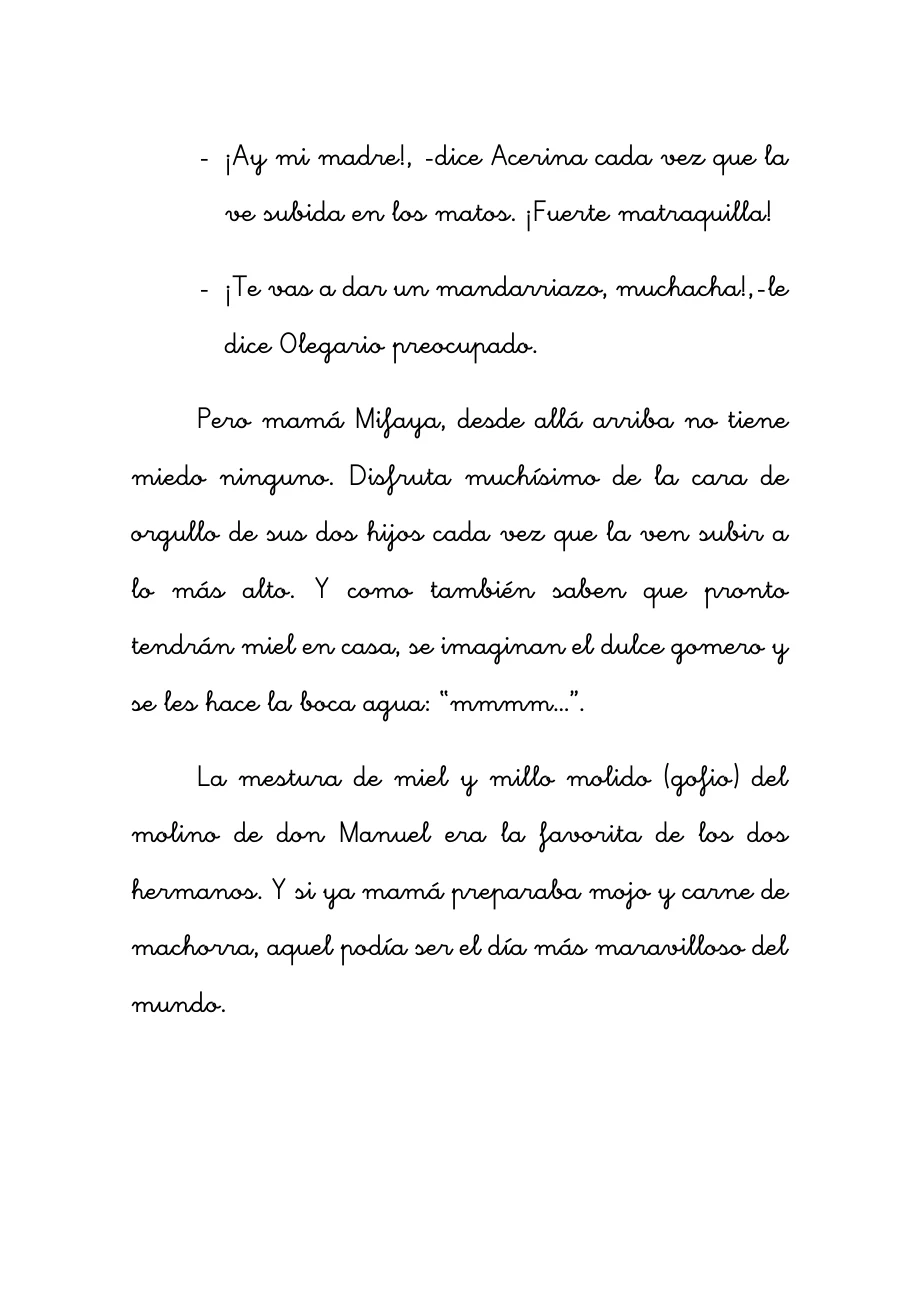 - ¡Ay mi madre!, -dice Acerina cada vez que la
ve subida en los matos. ¡Fuerte matraquilla!
- ¡Te vas a dar un mandarriazo, muchacha!,-le
dice Olegario preocupado.
Pero mamá Mifaya, desde allá arriba no tiene
miedo ninguno. Disfruta muchísimo de la cara de
orgullo de sus dos hijos cada vez que la ven subir a
lo más alto. Y como también saben que pronto
tendrán miel en casa, se imaginan el dulce gomero y
se les hace la boca agua: “mmmm…”.
La mestura de miel y millo molido (gofio) del
molino de don Manuel era la favorita de los dos
hermanos. Y si ya mamá preparaba mojo y carne de
machorra, aquel podía ser el día más maravilloso del
mundo.